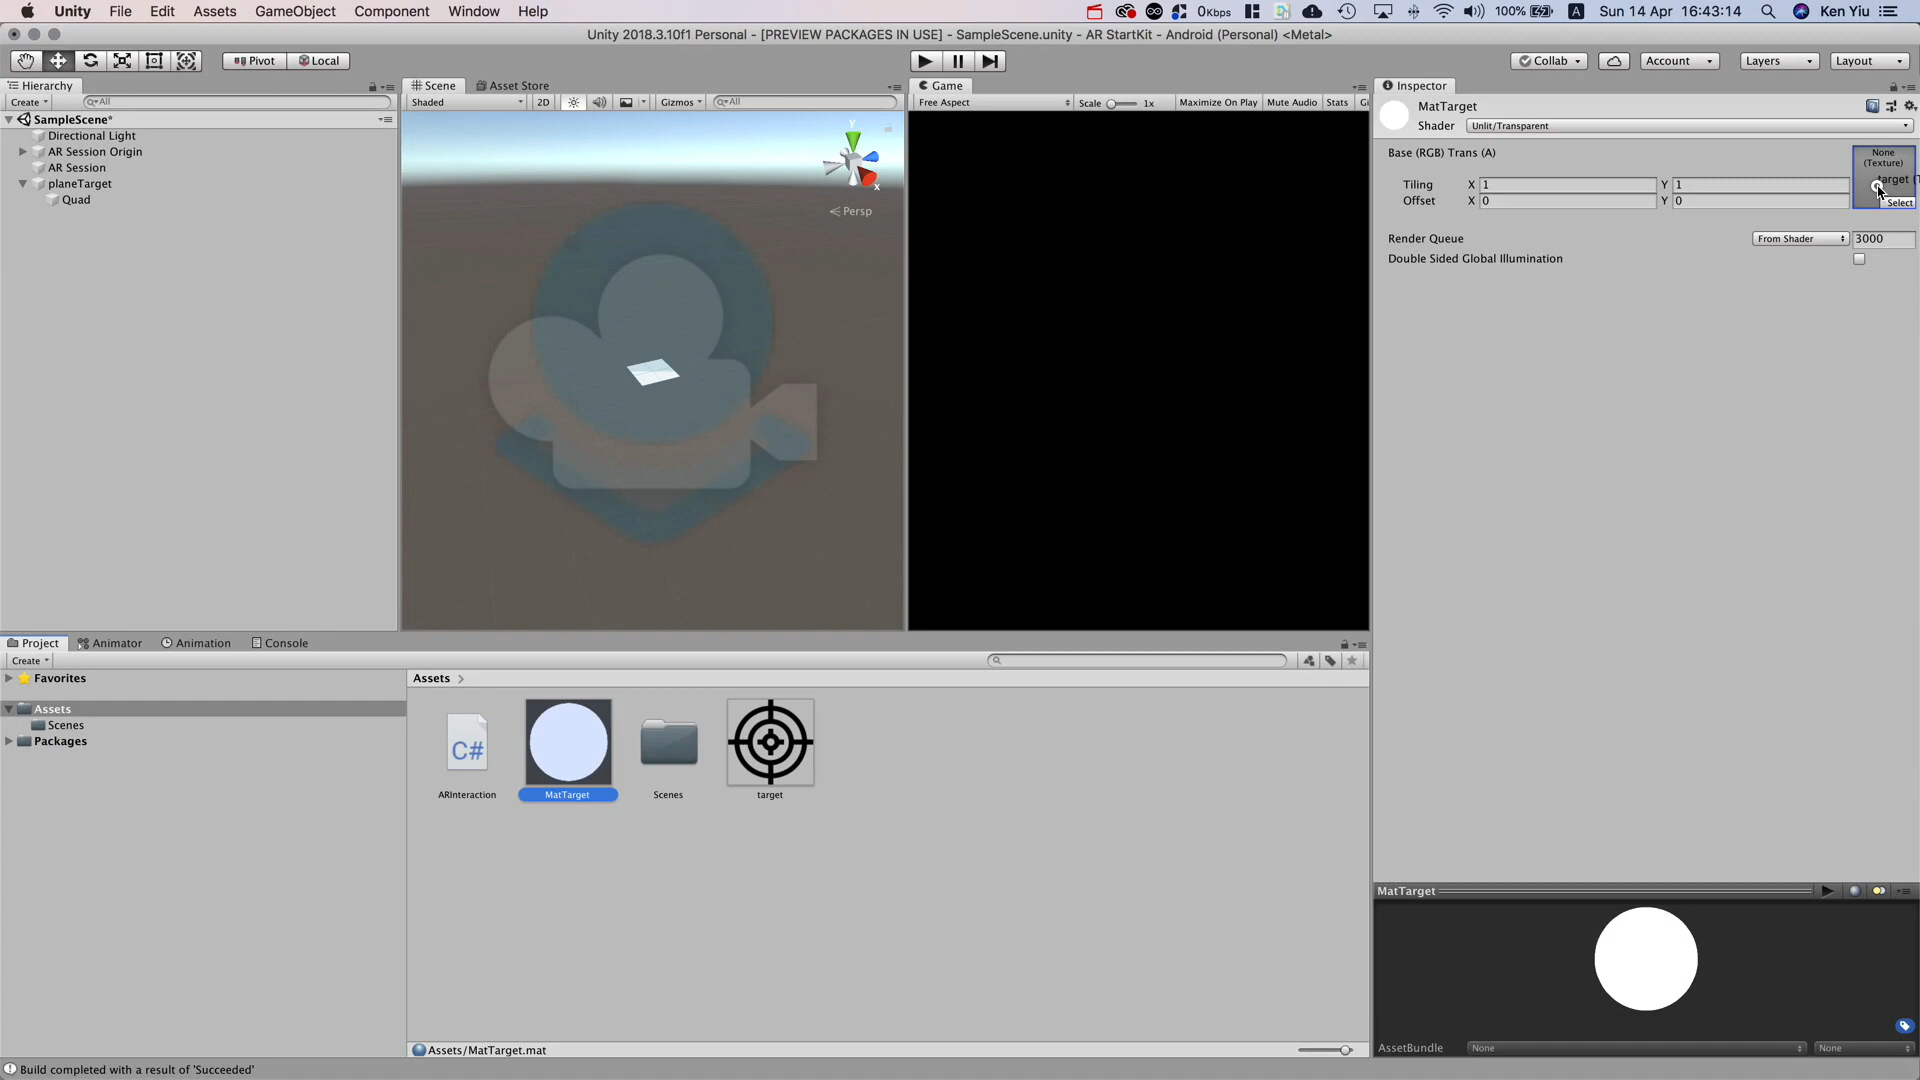 Unity File Edit Assets GameObject Component Window Help 0Kbps 100% A Sun 14 Apr 16:43:14 Ken Yiu
Unity 2018.3.10f1 Personal - [PREVIEW PACKAGES IN USE] - SampleScene.unity - AR StartKit - Android (Personal) <Metal>
Pivot Local Collab Account Layers Layout
Hierarchy Scene Asset Store Game Inspector
Create All Shaded 2D Gizmos All Free Aspect Scale 1x Maximize On Play Mute Audio Stats Gi
SampleScene*
Directional Light
AR Session Origin
AR Session
planeTarget
Quad
y
x
Persp
MatTarget
Shader Unlit/Transparent
Base (RGB) Trans (A)
None
(Texture)
target (T
Select
Tiling X 1 Y 1
Offset X 0 Y 0
Render Queue From Shader 3000
Double Sided Global Illumination
Project Animator Animation Console
Create
Favorites
Assets
Scenes
Packages
Assets
C#
ARInteraction MatTarget Scenes target
Assets/MatTarget.mat
MatTarget
AssetBundle None None
Build completed with a result of 'Succeeded'